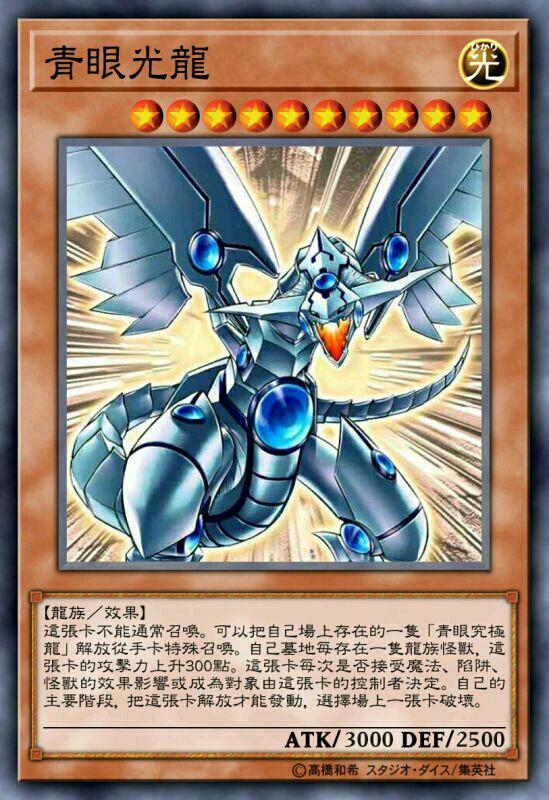 青眼光龍
ひかり
光
【龍族／效果】
這張卡不能通常召喚。可以把自己場上存在的一隻「青眼究極
龍」解放從手卡特殊召喚。自己墓地每存在一隻龍族怪獸，這
張卡的攻擊力上升300點。這張卡每次是否接受魔法、陷阱、
怪獸的效果影響或成為對象由這張卡的控制者決定。自己的
主要階段，把這張卡解放才能發動，選擇場上一張卡破壞。
ATK/3000 DEF/2500
©高橋和希 スタジオ・ダイス/集英社